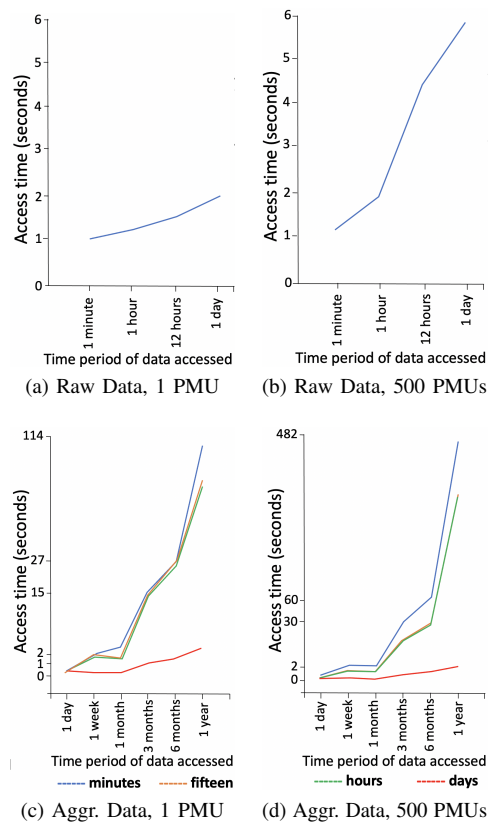 6
5
4
3
2
1
0
Access time (seconds)
1 minute
1 hour
12 hours
1 day
Time period of data accessed
(a) Raw Data, 1 PMU
6
5
4
3
2
1
0
Access time (seconds)
1 minute
1 hour
12 hours
1 day
Time period of data accessed
(b) Raw Data, 500 PMUs
114
27
15
2
1
0
Access time (seconds)
1 day
1 week
1 month
3 months
6 months
1 year
Time period of data accessed
minutes fifteen
(c) Aggr. Data, 1 PMU
482
60
30
2
0
Access time (seconds)
1 day
1 week
1 month
3 months
6 months
1 year
Time period of data accessed
hours days
(d) Aggr. Data, 500 PMUs